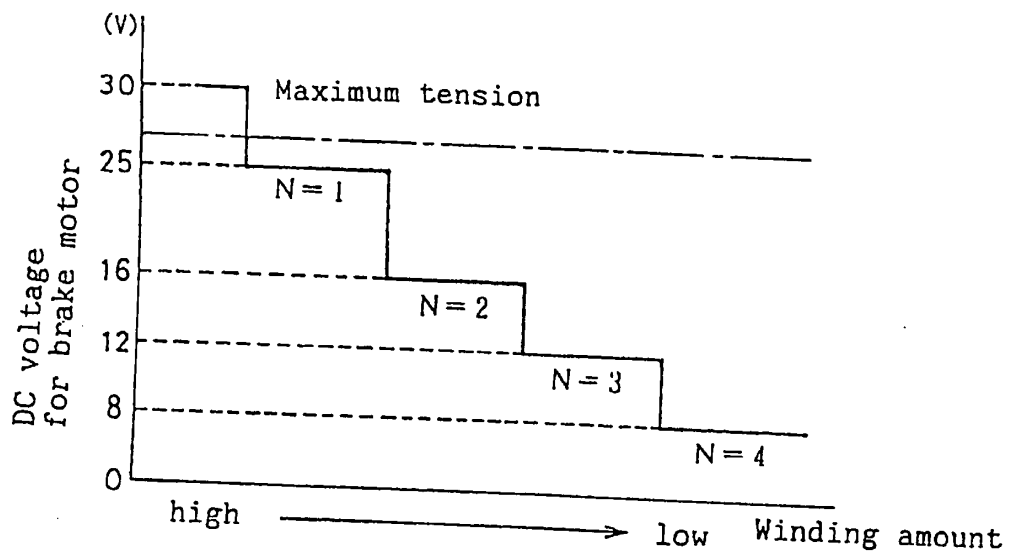 (V)
30
Maximum tension
25
N = 1
16
N = 2
12
N = 3
8
N = 4
0
DC voltage
for brake motor
high
low
Winding amount